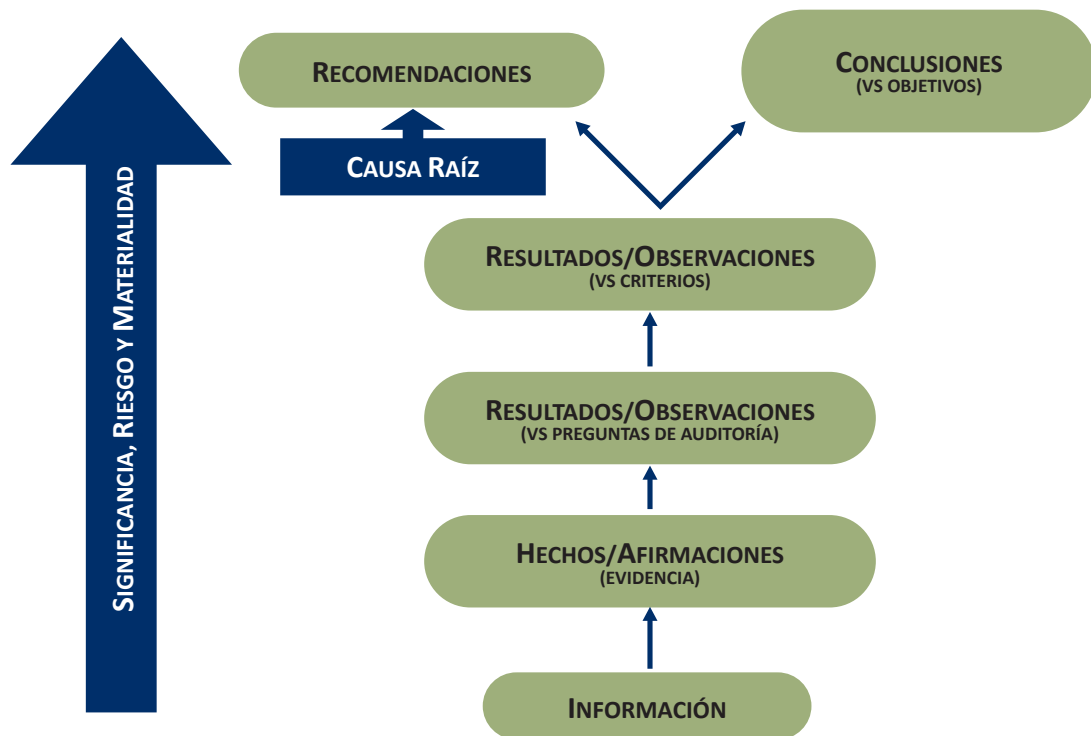 RECOMENDACIONES
CONCLUSIONES
(VS OBJETIVOS)
CAUSA RAÍZ
SIGNIFICANCIA, RIESGO Y MATERIALIDAD
RESULTADOS/OBSERVACIONES
(VS CRITERIOS)
RESULTADOS/OBSERVACIONES
(VS PREGUNTAS DE AUDITORÍA)
HECHOS/AFIRMACIONES
(EVIDENCIA)
INFORMACIÓN